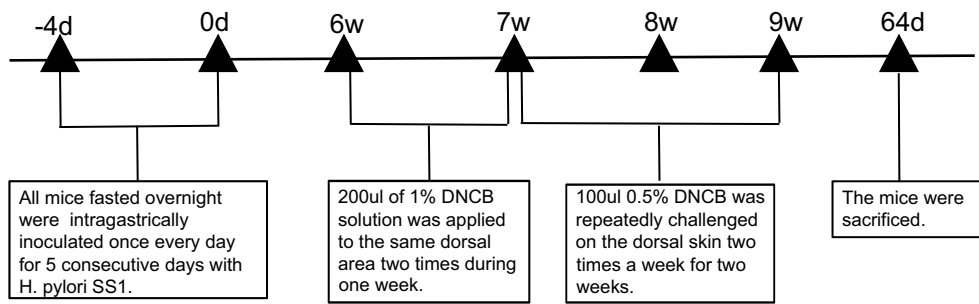 -4d 0d 6w 7w 8w 9w 64d
All mice fasted overnight
were intragastrically
inoculated once every day
for 5 consecutive days with
H. pylori SS1.
200ul of 1% DNCB
solution was applied
to the same dorsal
area two times during
one week.
100ul 0.5% DNCB was
repeatedly challenged
on the dorsal skin two
times a week for two
weeks.
The mice were
sacrificed.